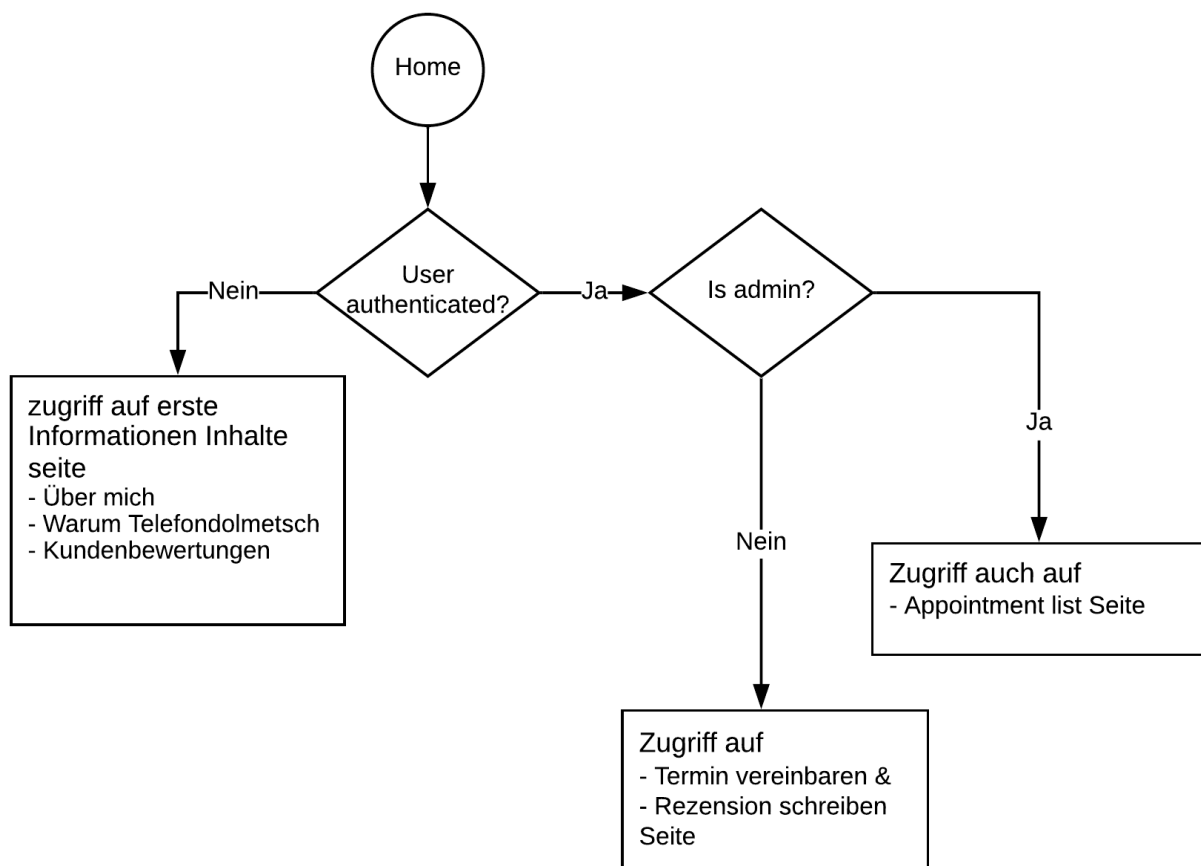 Home
User
authenticated?
Is admin?
Nein
Ja
zugriff auf erste
Informationen Inhalte
seite
- Über mich
- Warum Telefondolmetsch
- Kundenbewertungen
Ja
Nein
Zugriff auch auf
- Appointment list Seite
Zugriff auf
- Termin vereinbaren &
- Rezension schreiben
Seite